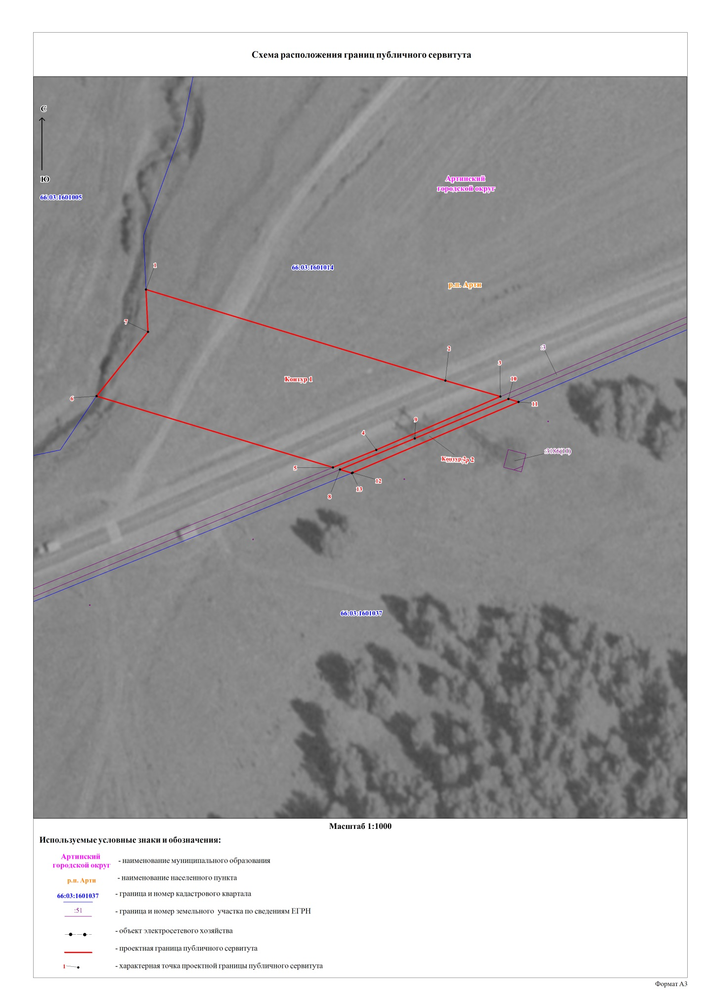 Схема расположения границ публичного сервитута
С
Ю
66:03:1601005
Артинский
городской округ
1
66:03:1601014
р.п. Арти
7
2
:3
3
Контур 1
10
6
11
9
4
:3186(11)
Контур 2
Контур 2
5
12
13
8
66:03:1601037
Масштаб 1:1000
Используемые условные знаки и обозначения:
Артинский
городской округ
- наименование муниципального образования
р.п. Арти
- наименование населенного пункта
66:03:1601037
- граница и номер кадастрового квартала
:51
- граница и номер земельного участка по сведениям ЕГРН
- объект электросетевого хозяйства
- проектная граница публичного сервитута
1
- характерная точка проектной границы публичного сервитута
Формат А3